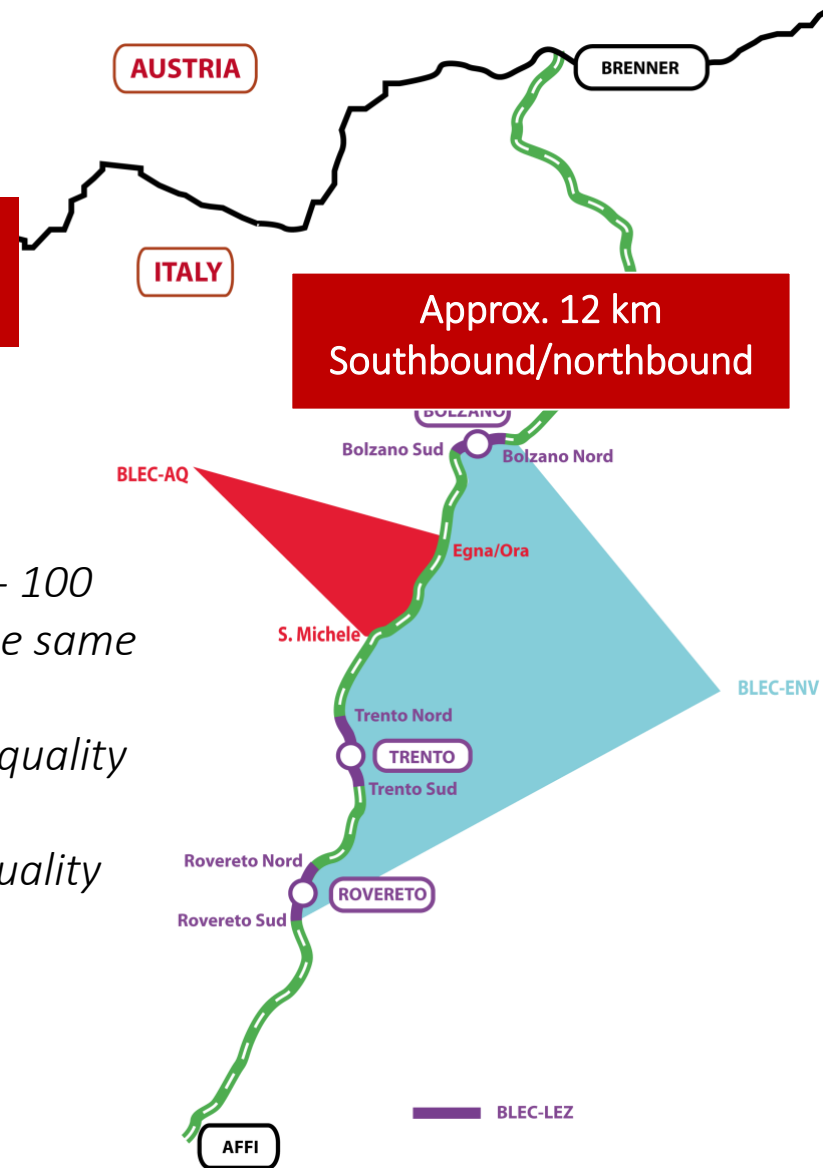 AUSTRIA
BRENNER
ITALY
Approx. 12 km
Southbound/northbound
BOLZANO
Bolzano Sud
Bolzano Nord
BLEC-AQ
Egna/Ora
- 100
e same
S. Michele
BLEC-ENV
Trento Nord
quality
TRENTO
Trento Sud
Rovereto Nord
uality
ROVERETO
Rovereto Sud
BLEC-LEZ
AFFI